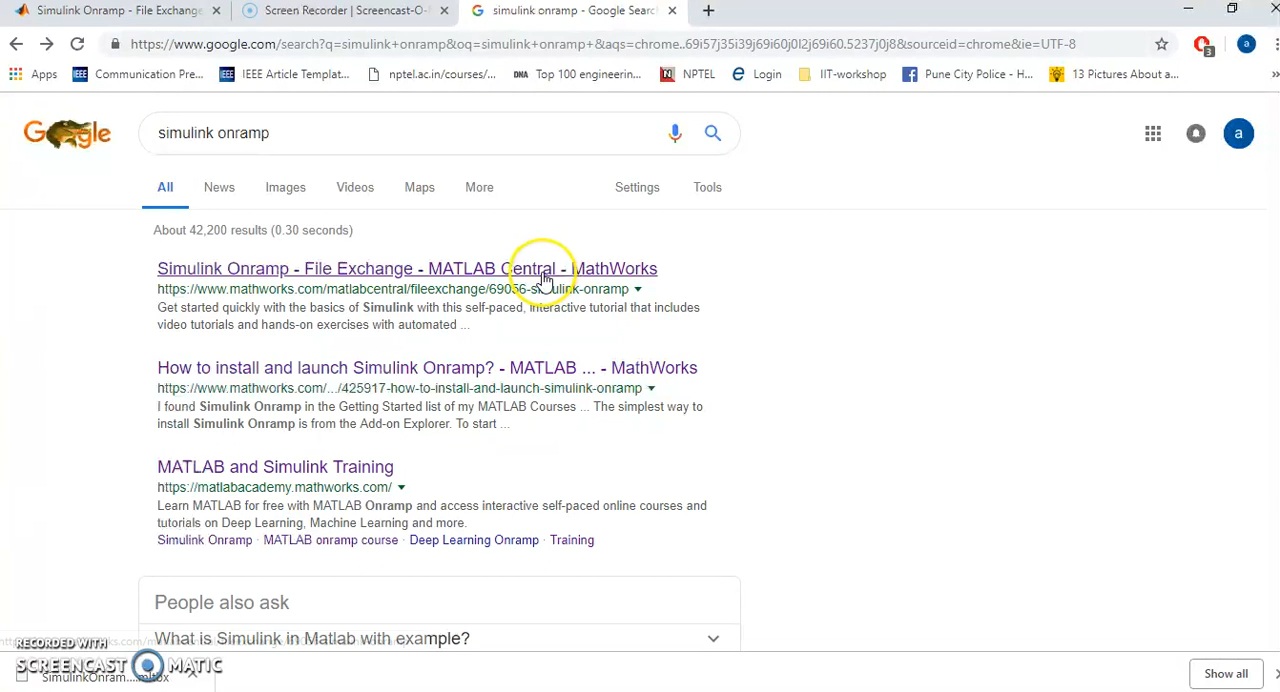 Simulink Onramp - File Exchange
Screen Recorder | Screencast-O-
simulink onramp - Google Search
https://www.google.com/search?q=simulink+onramp&oq=simulink+onramp+&aqs=chrome..69i57j35i39j69i60j0l2j69i60.5237j0j8&sourceid=chrome&ie=UTF-8
3
a
Apps
IEEE
Communication Pre...
IEEE
IEEE Article Templat...
nptel.ac.in/courses/...
DNA
Top 100 engineerin...
NPTEL
Login
IIT-workshop
Pune City Police - H...
13 Pictures About a...
Google
simulink onramp
a
All
News
Images
Videos
Maps
More
Settings
Tools
About 42,200 results (0.30 seconds)
Simulink Onramp - File Exchange - MATLAB Central - MathWorks
https://www.mathworks.com/matlabcentral/fileexchange/69056-simulink-onramp
Get started quickly with the basics of Simulink with this self-paced, interactive tutorial that includes
video tutorials and hands-on exercises with automated ...
How to install and launch Simulink Onramp? - MATLAB ... - MathWorks
https://www.mathworks.com/.../425917-how-to-install-and-launch-simulink-onramp
I found Simulink Onramp in the Getting Started list of my MATLAB Courses ... The simplest way to
install Simulink Onramp is from the Add-on Explorer. To start ...
MATLAB and Simulink Training
https://matlabacademy.mathworks.com/
Learn MATLAB for free with MATLAB Onramp and access interactive self-paced online courses and
tutorials on Deep Learning, Machine Learning and more.
Simulink Onramp · MATLAB onramp course · Deep Learning Onramp · Training
People also ask
What is Simulink in Matlab with example?
RECORDED WITH
SCREENCAST MATIC
SimulinkOnram....mltbx
Show all